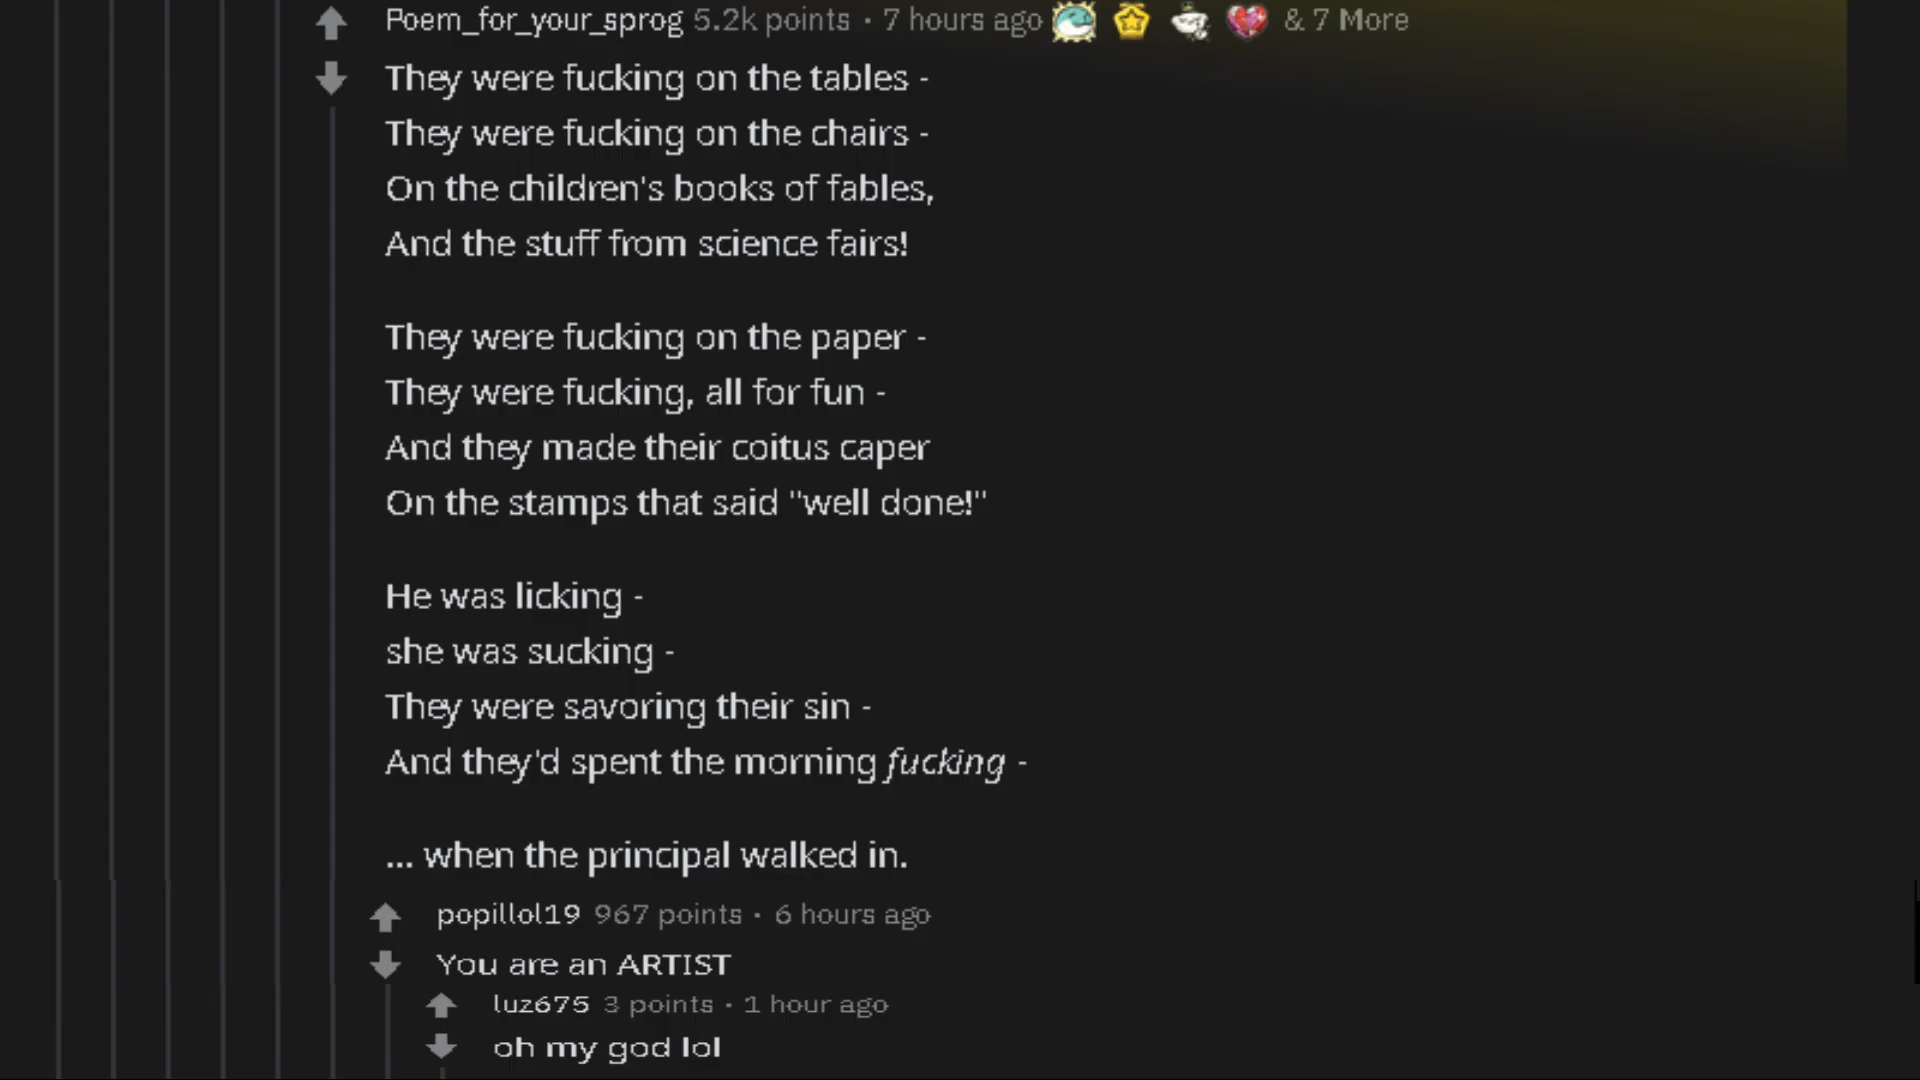 Poem_for_your_sprog 5.2k points · 7 hours ago & 7 More
They were fucking on the tables -
They were fucking on the chairs -
On the children's books of fables,
And the stuff from science fairs!
They were fucking on the paper -
They were fucking, all for fun -
And they made their coitus caper
On the stamps that said "well done!"
He was licking -
she was sucking -
They were savoring their sin -
And they'd spent the morning fucking -
... when the principal walked in.
popillol19 967 points · 6 hours ago
You are an ARTIST
luz675 3 points · 1 hour ago
oh my god lol